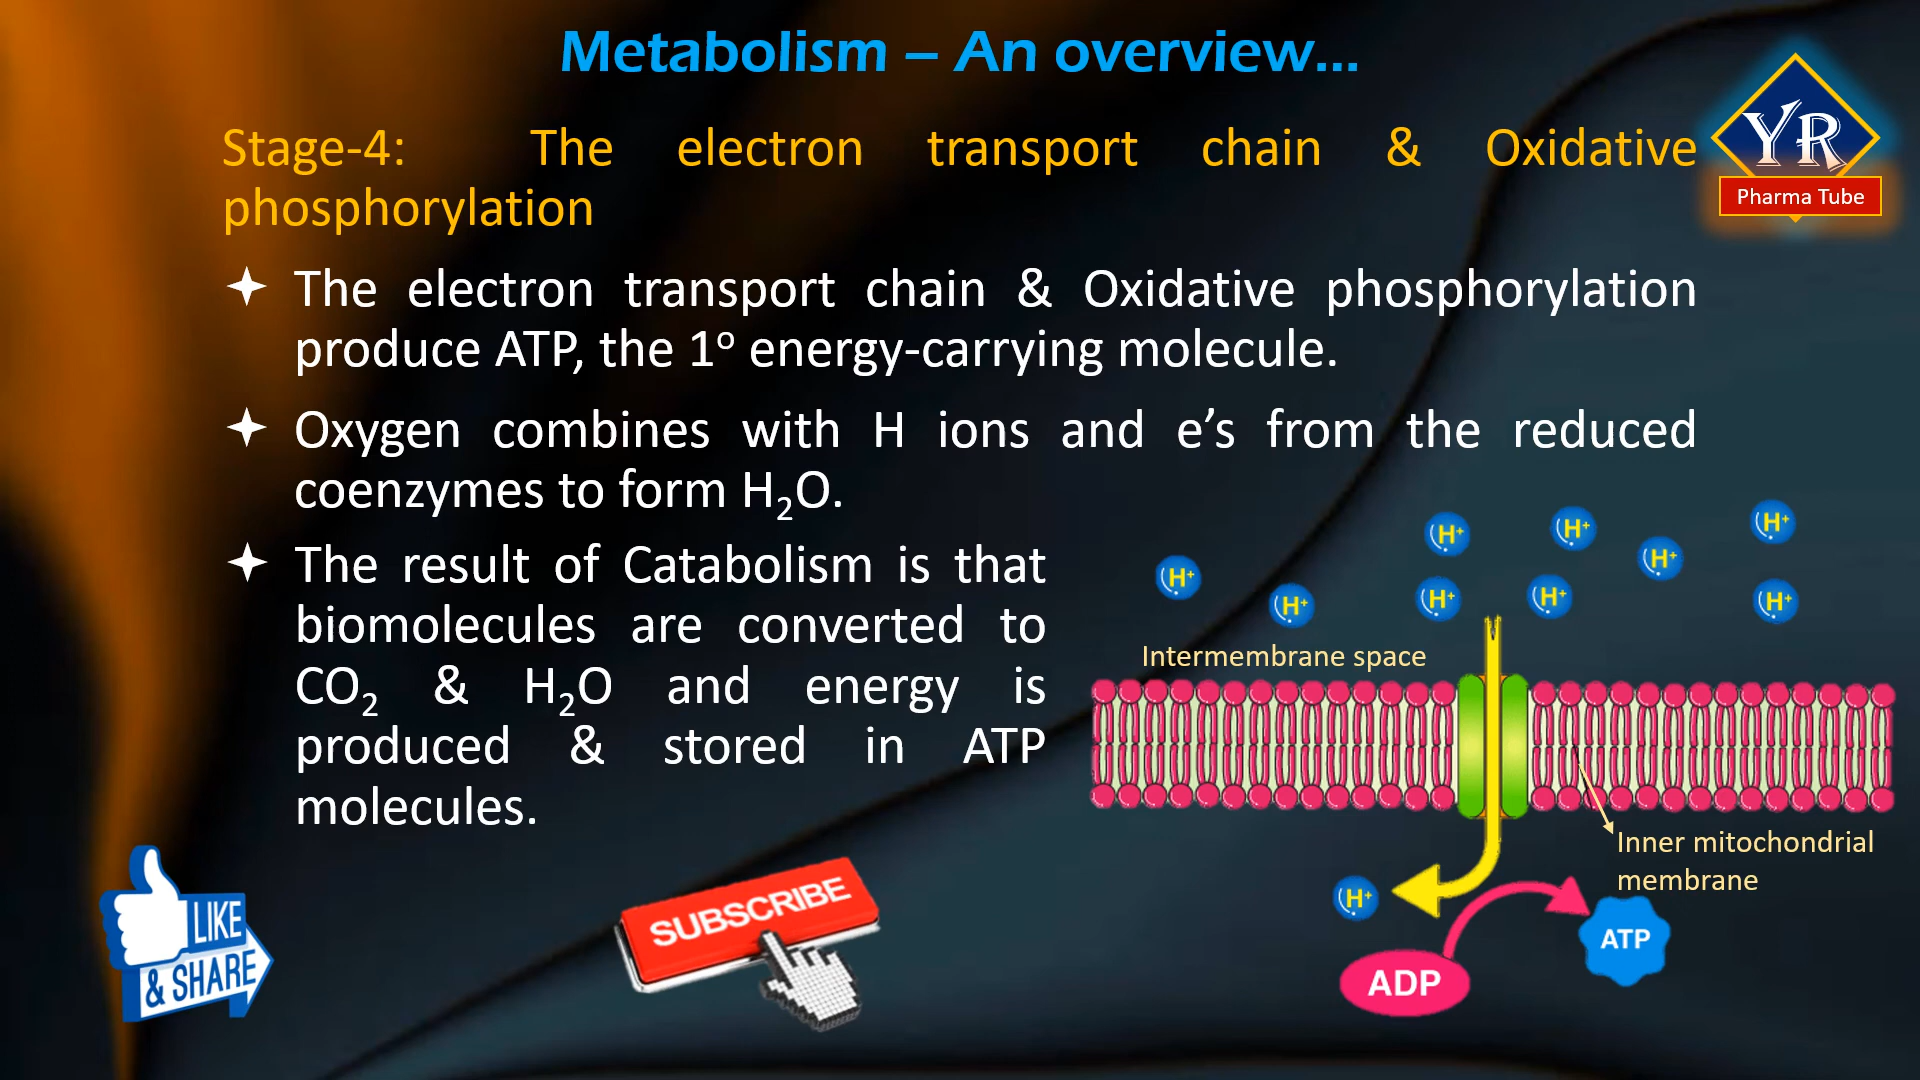 Metabolism – An overview...
YR
Pharma Tube
Stage-4: The electron transport chain & Oxidative
phosphorylation
The electron transport chain & Oxidative phosphorylation
produce ATP, the 1º energy-carrying molecule.
Oxygen combines with H ions and e’s from the reduced
coenzymes to form H₂O.
The result of Catabolism is that
biomolecules are converted to
CO₂ & H₂O and energy is
produced & stored in ATP
molecules.
H⁺
H⁺
H⁺
H⁺
H⁺
H⁺
H⁺
H⁺
H⁺
Intermembrane space
Inner mitochondrial
membrane
H⁺
ATP
ADP
LIKE
& SHARE
SUBSCRIBE